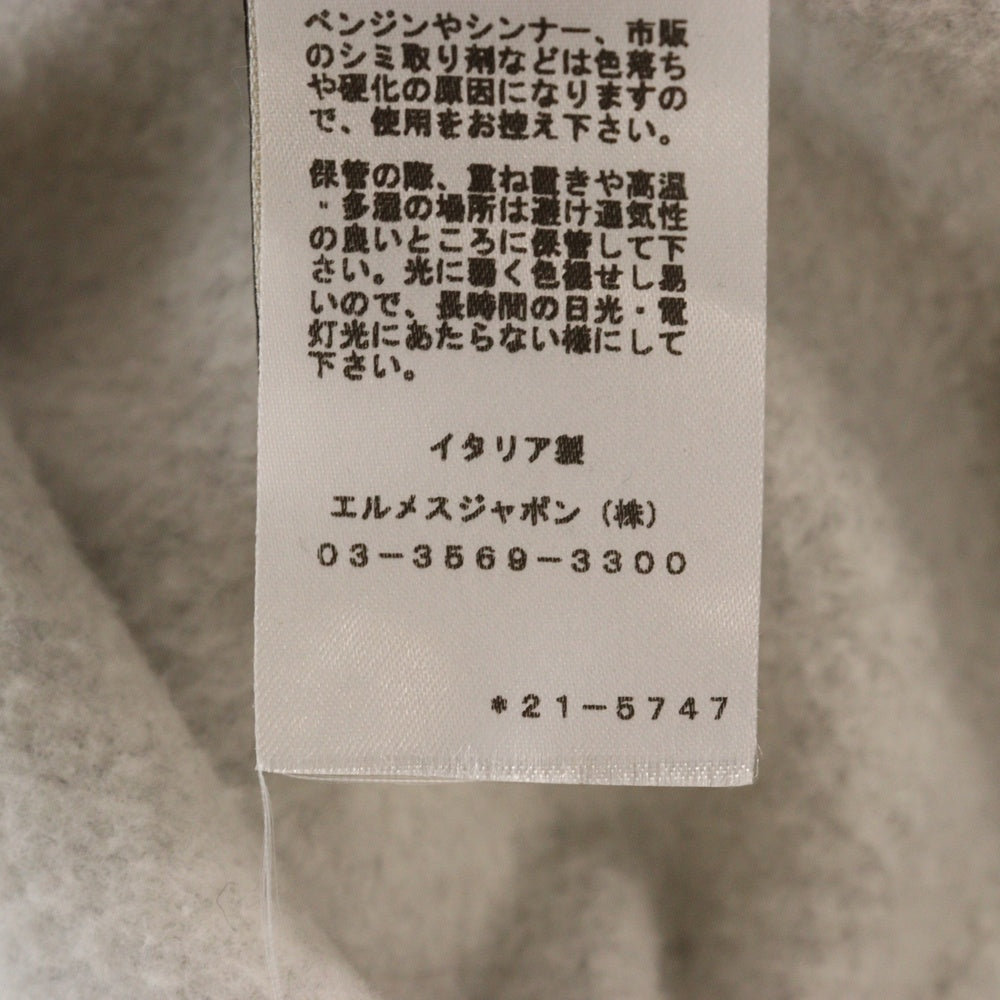 ベンジンやシンナー、市販
のシミ取り剤などは色落ち
や硬化の原因になりますの
で、使用をお控え下さい。
保管の際、重ね置きや高温
・多湿の場所は避け通気性
の良いところに保管して下
さい。光に弱く色褪せし易
いので、長時間の日光・電
灯光にあたらない様にして
下さい。
イタリア製
エルメスジャポン（株）
03-3569-3300
*21-5747